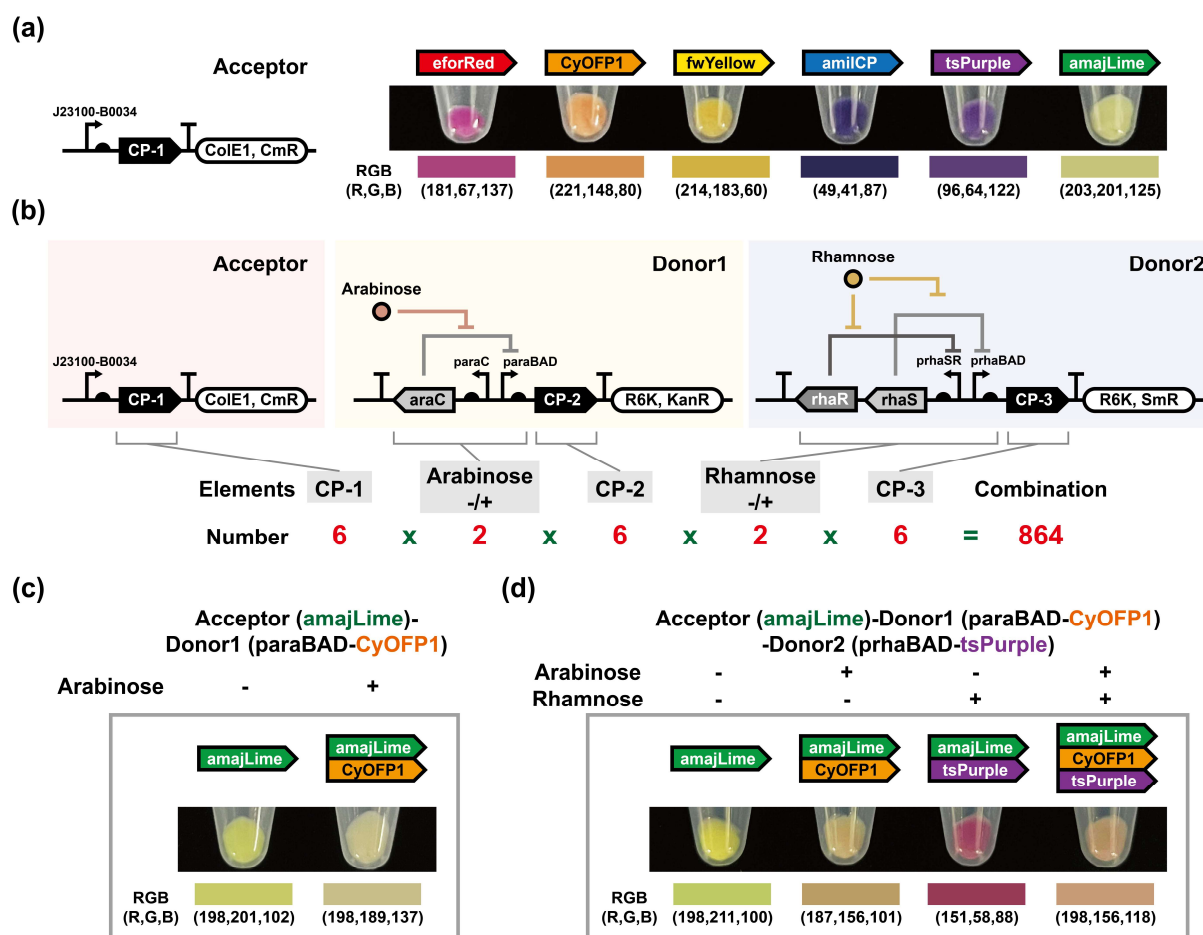 (a)
Acceptor
J23100-B0034
CP-1
ColE1, CmR
eforRed
CyOFP1
fwYellow
amilCP
tsPurple
amajLime
RGB
(R,G,B)
(181,67,137)
(221,148,80)
(214,183,60)
(49,41,87)
(96,64,122)
(203,201,125)
(b)
Acceptor
J23100-B0034
CP-1
ColE1, CmR
Donor1
Arabinose
paraC
paraBAD
araC
CP-2
R6K, KanR
Donor2
Rhamnose
prhaSR
prhaBAD
rhaR
rhaS
CP-3
R6K, SmR
Elements
CP-1
Arabinose
-/+
CP-2
Rhamnose
-/+
CP-3
Combination
Number
6 x 2 x 6 x 2 x 6 = 864
(c)
Acceptor (amajLime)-
Donor1 (paraBAD-CyOFP1)
Arabinose - +
amajLime
amajLime
CyOFP1
RGB
(R,G,B)
(198,201,102)
(198,189,137)
(d)
Acceptor (amajLime)-Donor1 (paraBAD-CyOFP1)
-Donor2 (prhaBAD-tsPurple)
Arabinose - + - +
Rhamnose - - + +
amajLime
amajLime
CyOFP1
amajLime
tsPurple
amajLime
CyOFP1
tsPurple
RGB
(R,G,B)
(198,211,100)
(187,156,101)
(151,58,88)
(198,156,118)